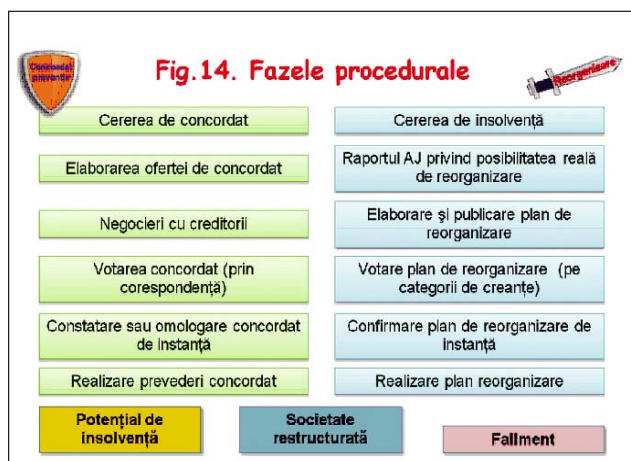 Concordat
preventiv
Fig.14. Fazele procedurale
Reorganizare
Cererea de concordat
Elaborarea ofertei de concordat
Negocieri cu creditorii
Votarea concordat (prin
corespondență)
Constatare sau omologare concordat
de instanță
Realizare prevederi concordat
Cererea de insolvență
Raportul AJ privind posibilitatea reală
de reorganizare
Elaborare și publicare plan de
reorganizare
Votare plan de reorganizare (pe
categorii de creanțe)
Confirmare plan de reorganizare de
instanță
Realizare plan reorganizare
Potențial de
insolvență
Societate
restructurată
Faliment